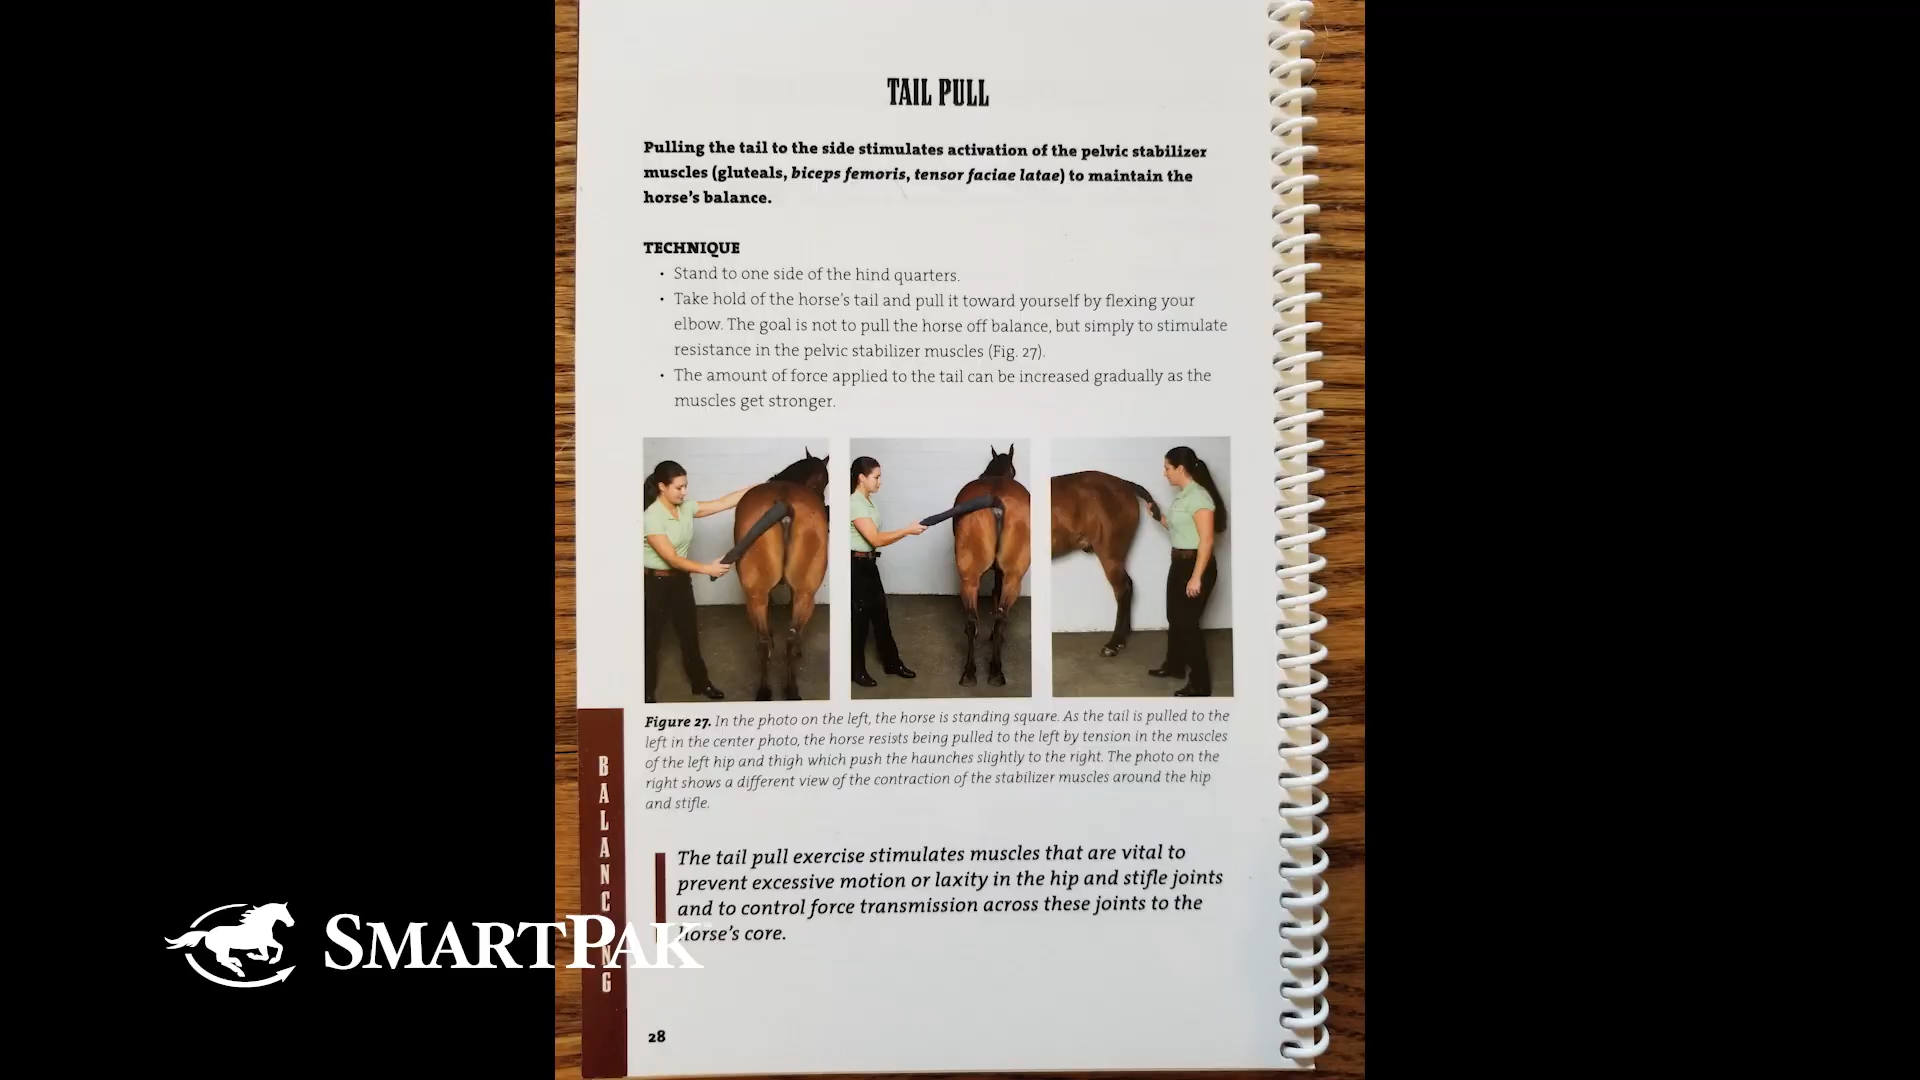 TAIL PULL
Pulling the tail to the side stimulates activation of the pelvic stabilizer
muscles (gluteals, biceps femoris, tensor faciae latae) to maintain the
horse's balance.
TECHNIQUE
• Stand to one side of the hind quarters.
• Take hold of the horse's tail and pull it toward yourself by flexing your
elbow. The goal is not to pull the horse off balance, but simply to stimulate
resistance in the pelvic stabilizer muscles (Fig. 27).
• The amount of force applied to the tail can be increased gradually as the
muscles get stronger.
Figure 27. In the photo on the left, the horse is standing square. As the tail is pulled to the
left in the center photo, the horse resists being pulled to the left by tension in the muscles
of the left hip and thigh which push the haunches slightly to the right. The photo on the
right shows a different view of the contraction of the stabilizer muscles around the hip
and stifle.
The tail pull exercise stimulates muscles that are vital to
prevent excessive motion or laxity in the hip and stifle joints
and to control force transmission across these joints to the
horse's core.
BALANCING
SMARTPAK
28